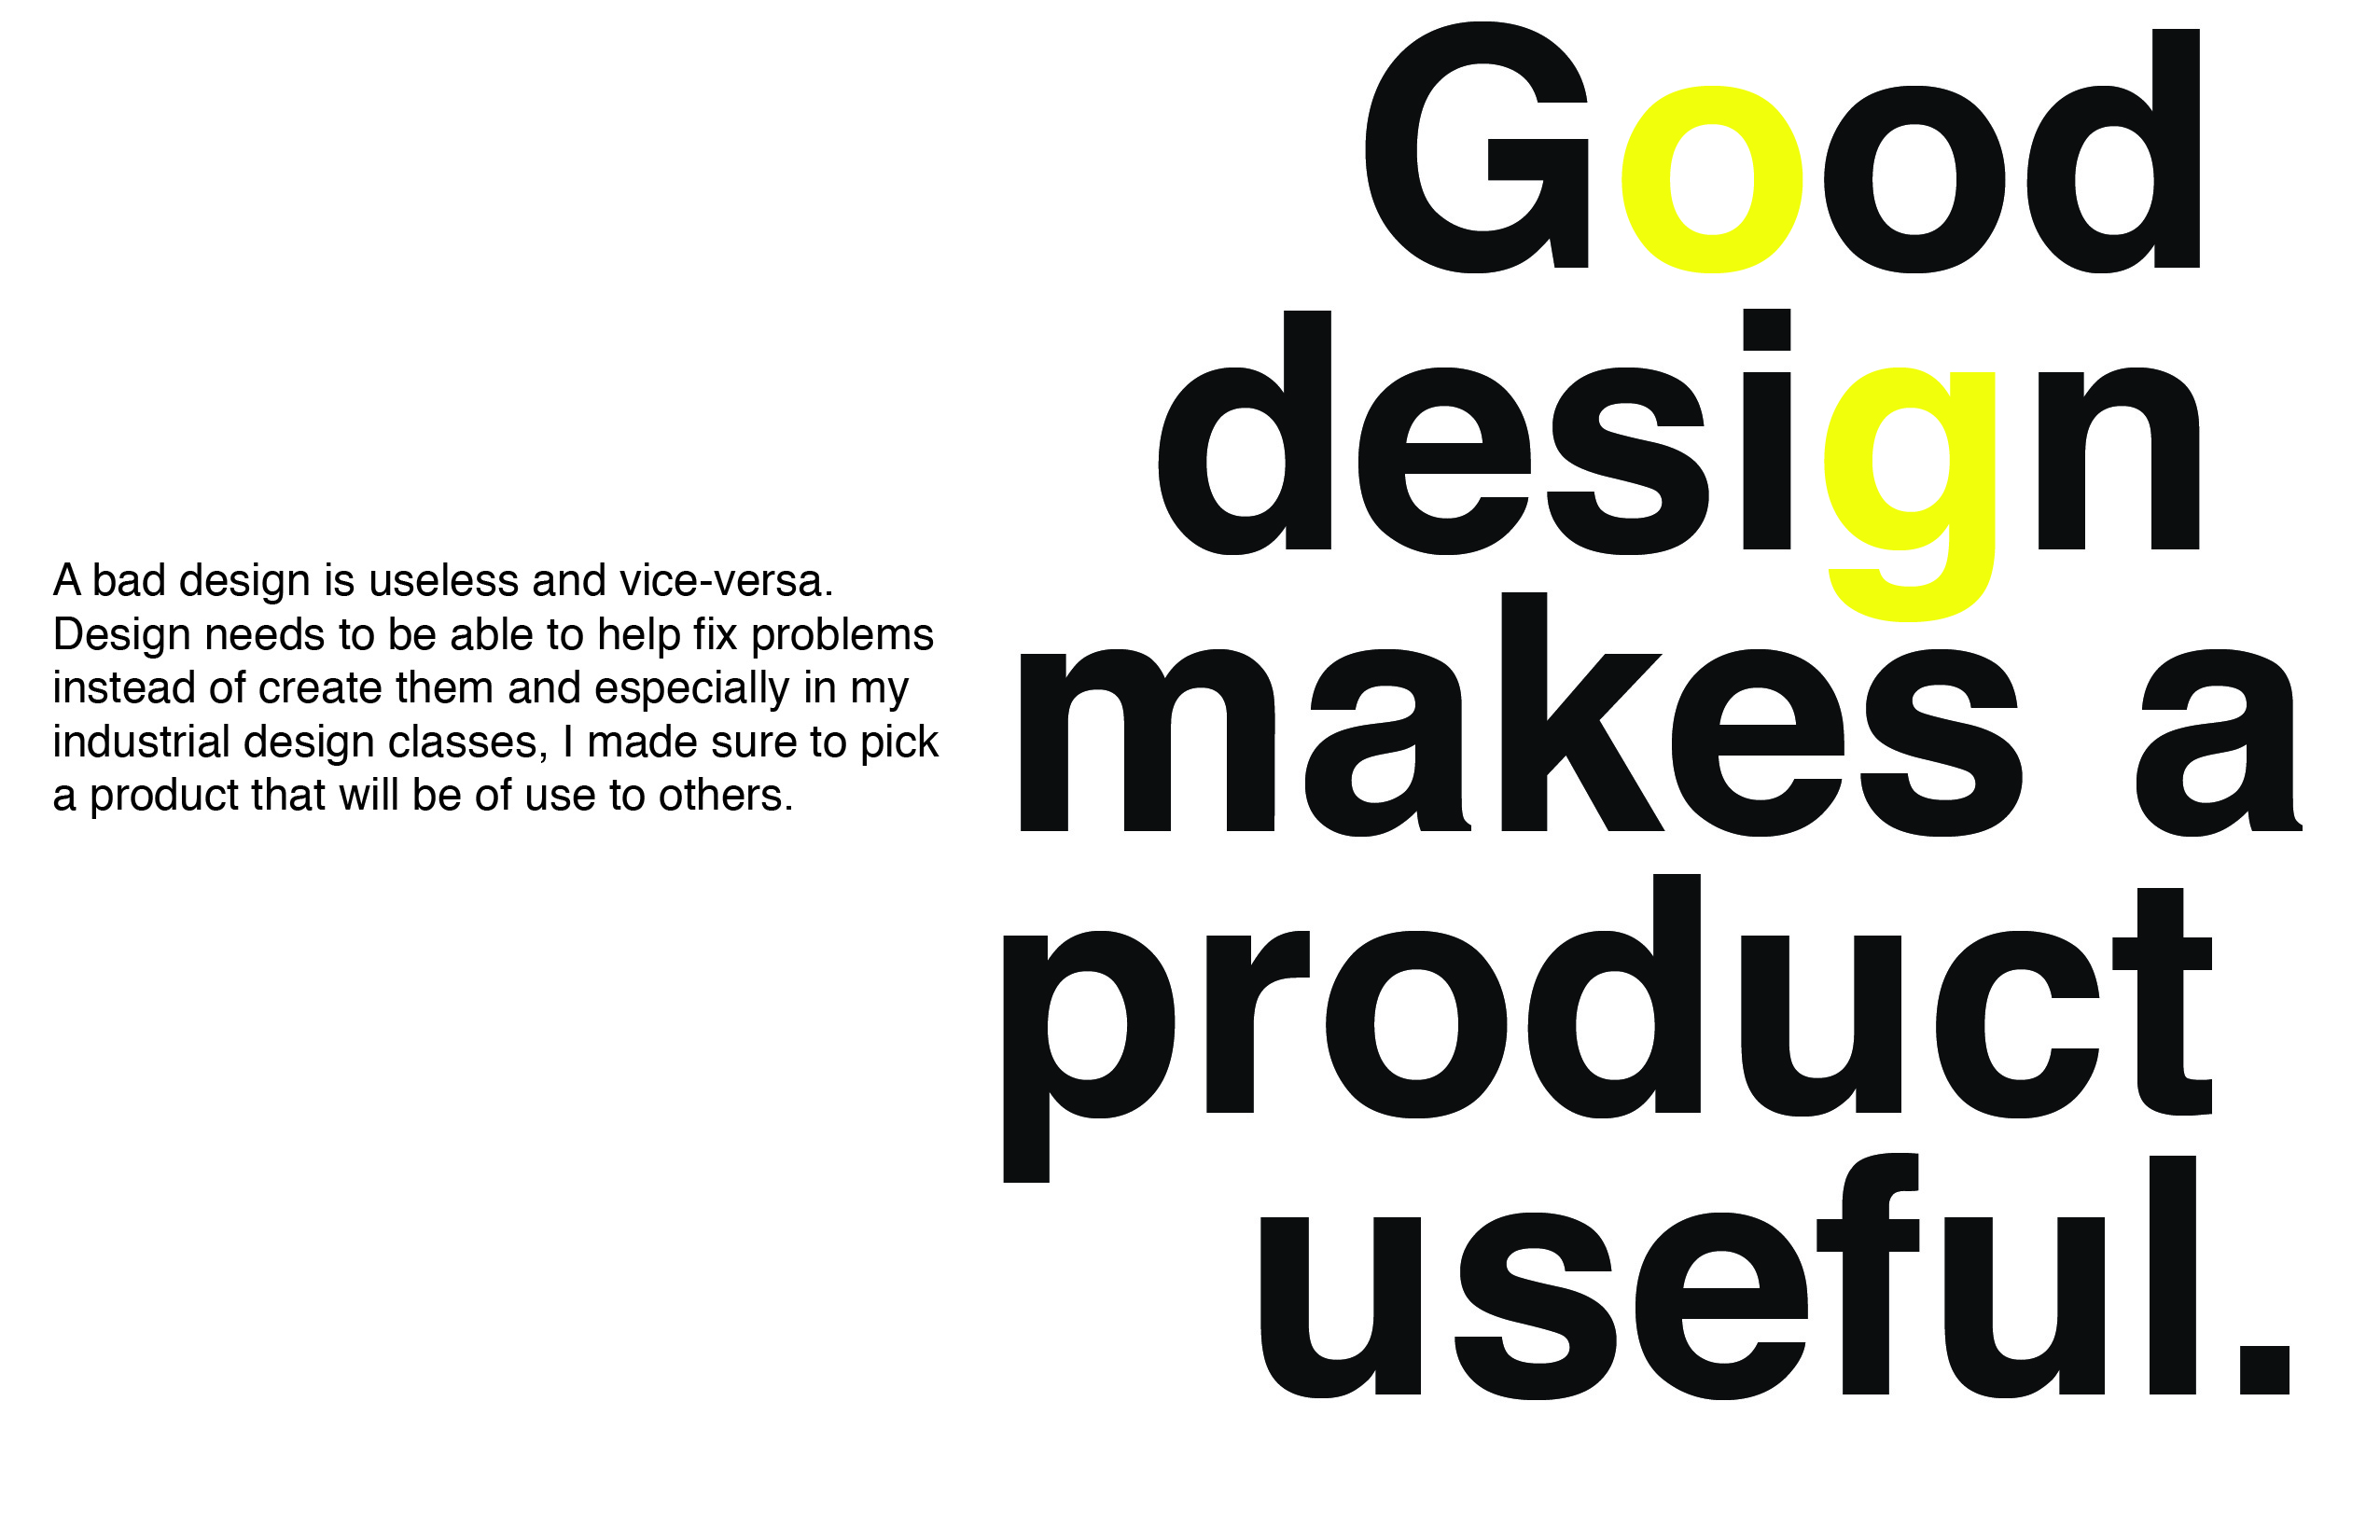 Good
design
makes a
product
useful.
A bad design is useless and vice-versa.
Design needs to be able to help fix problems
instead of create them and especially in my
industrial design classes, I made sure to pick
a product that will be of use to others.